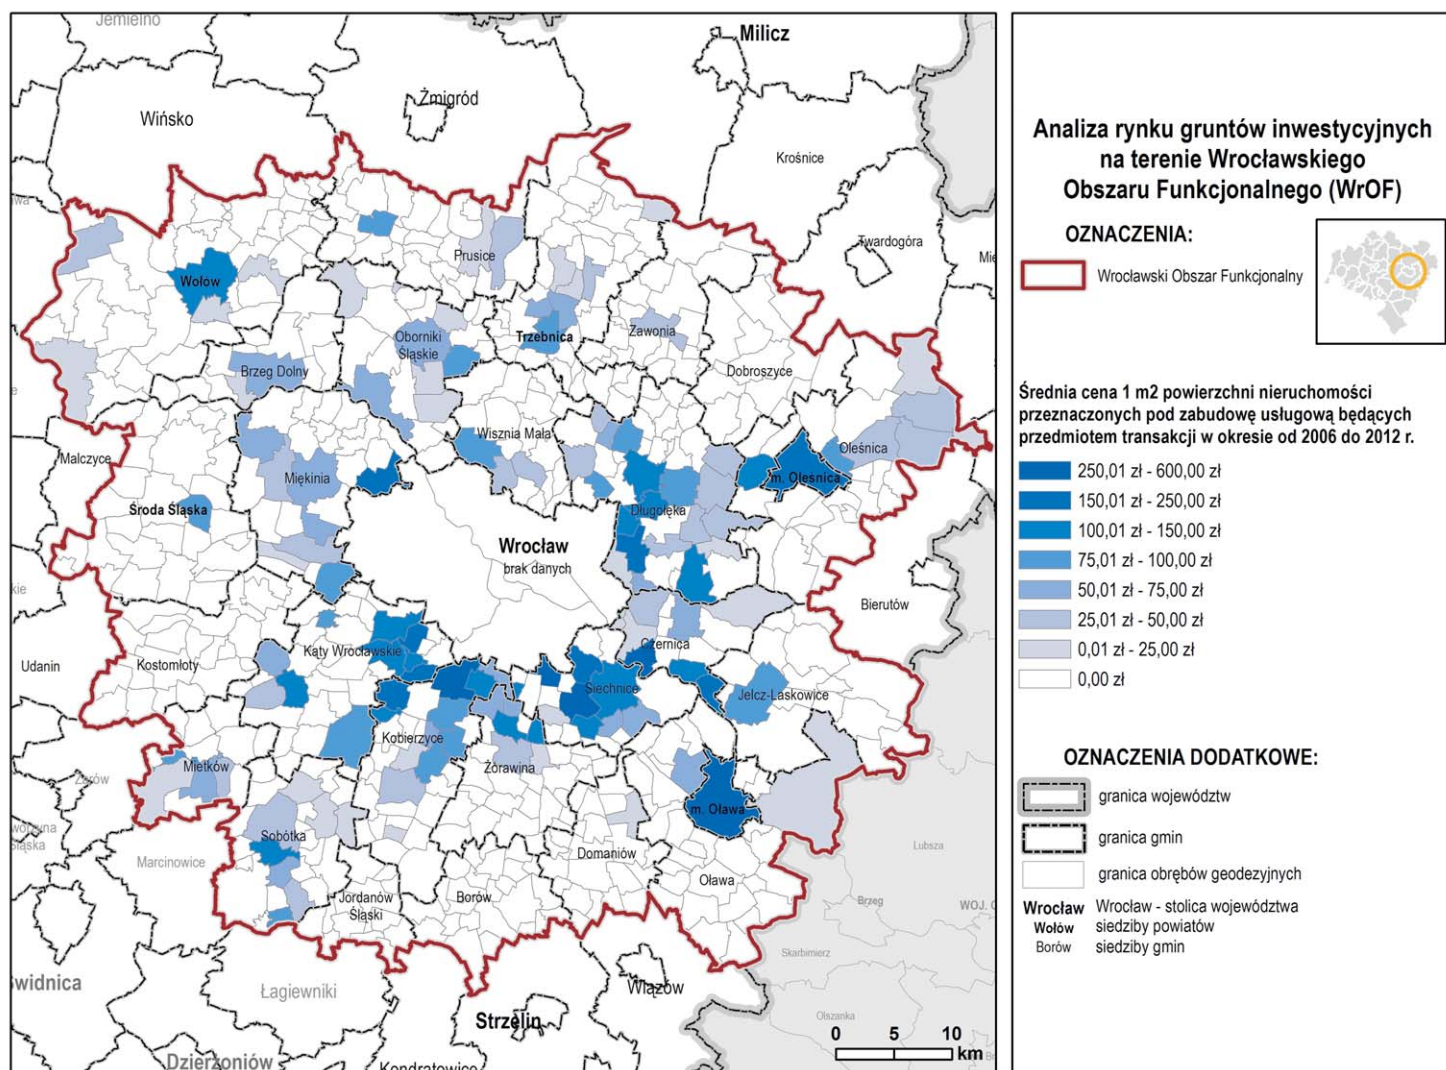 Jemielno
Milicz
Żmigród
Wińsko
Krośnice
Twardogóra
Prusice
Wołów
Oborniki
Śląskie
Trzebnica
Zawonia
Brzeg Dolny
Dobroszyce
Wisznia Mała
Oleśnica
Malczyce
Miękinia
m. Oleśnica
Środa Śląska
Długołęka
Wrocław
brak danych
Bierutów
Udanin
Kostomłoty
Kąty Wrocławskie
Czernica
Siechnice
Jelcz-Laskowice
Kobierzyce
Żórawina
Mietków
Żarów
m. Oława
Sobótka
Marcinowice
Domaniów
Lubsza
Oława
Jordanów
Śląski
Borów
Brzeg
WOJ. O
Skarbimierz
Świdnica
Łagiewniki
Wiązów
Strzelin
Olszanka
Dzierżoniów
Kondratowice
0 5 10
km
Analiza rynku gruntów inwestycyjnych
na terenie Wrocławskiego
Obszaru Funkcjonalnego (WrOF)
OZNACZENIA:
Wrocławski Obszar Funkcjonalny
Średnia cena 1 m2 powierzchni nieruchomości
przeznaczonych pod zabudowę usługową będących
przedmiotem transakcji w okresie od 2006 do 2012 r.
250,01 zł - 600,00 zł
150,01 zł - 250,00 zł
100,01 zł - 150,00 zł
75,01 zł - 100,00 zł
50,01 zł - 75,00 zł
25,01 zł - 50,00 zł
0,01 zł - 25,00 zł
0,00 zł
OZNACZENIA DODATKOWE:
granica województw
granica gmin
granica obrębów geodezyjnych
Wrocław Wrocław - stolica województwa
Wołów siedziby powiatów
Borów siedziby gmin